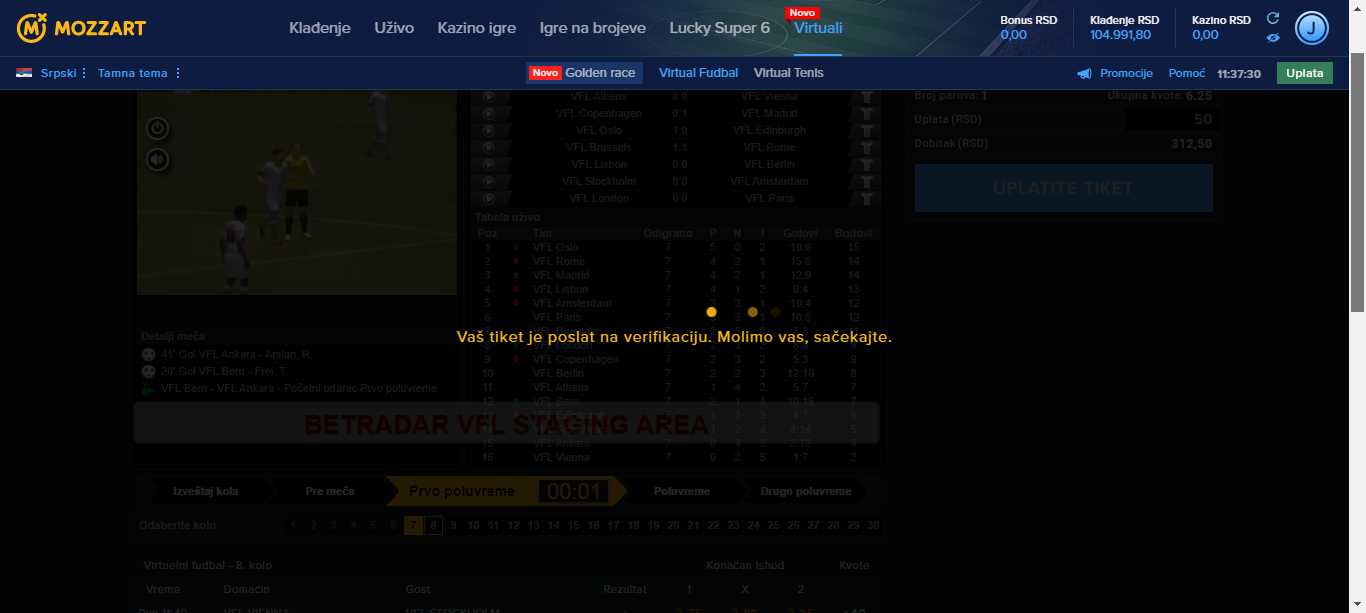 MOZZART
Klađenje Uživo Kazino igre Igre na brojeve Lucky Super 6 Novo Virtuali
Bonus RSD 0,00 Klađenje RSD 104.991,80 Kazino RSD 0,00 J
Srpski Tamna tema Novo Golden race Virtual Fudbal Virtual Tenis Promocije Pomoć 11:37:30 Uplata
VFL Athens 0:0 VFL Vienna
VFL Copenhagen 0:1 VFL Madrid
VFL Oslo 1:0 VFL Edinburgh
VFL Brussels 1:1 VFL Rome
VFL Lisbon 0:0 VFL Berlin
VFL Stockholm 0:0 VFL Amsterdam
VFL London 0:0 VFL Paris
Broj parova: 1 Ukupna kvota: 6.25
Uplata (RSD) 50
Dobitak (RSD) 312,50
UPLATITE TIKET
Tabela uživo
Poz Tim Odigrano P N I Golovi Bodovi
1 VFL Oslo 7 5 0 2 10:6 15
2 VFL Rome 7 4 2 1 15:8 14
3 VFL Madrid 7 4 2 1 12:9 14
4 VFL Lisbon 7 4 1 2 9:4 13
5 VFL Amsterdam 7 3 3 1 10:4 12
6 VFL Paris 7 3 1 10:8 12
Vaš tiket je poslat na verifikaciju. Molimo vas, sačekajte.
9 VFL Copenhagen 7 2 3 2 5:3 9
10 VFL Berlin 7 2 2 3 12:10 8
11 VFL Athens 7 1 4 2 5:7 7
12 VFL Bern 7 2 1 4 10:16 7
4:7 6
4:14 5
15 VFL Ankara 7 0 4 3 2:12 4
16 VFL Vienna 7 0 2 5 1:7 2
Detalji meča
41' Gol VFL Ankara - Arslan, R.
20' Gol VFL Bern - Frei, T.
VFL Bern - VFL Ankara - Početni udarac Prvo poluvreme
BETRADAR VFL STAGING AREA
Izveštaj kola Pre meča Prvo poluvreme 00:01 Poluvreme Drugo poluvreme
Odaberite kolo 1 2 3 4 5 6 7 8 9 10 11 12 13 14 15 16 17 18 19 20 21 22 23 24 25 26 27 28 29 30
Virtuelni fudbal - 8. kolo Konačan ishod Kvote
Vreme Domaćin Gost Rezultat 1 X 2
VFL VIENNA VFL STOCKHOLM